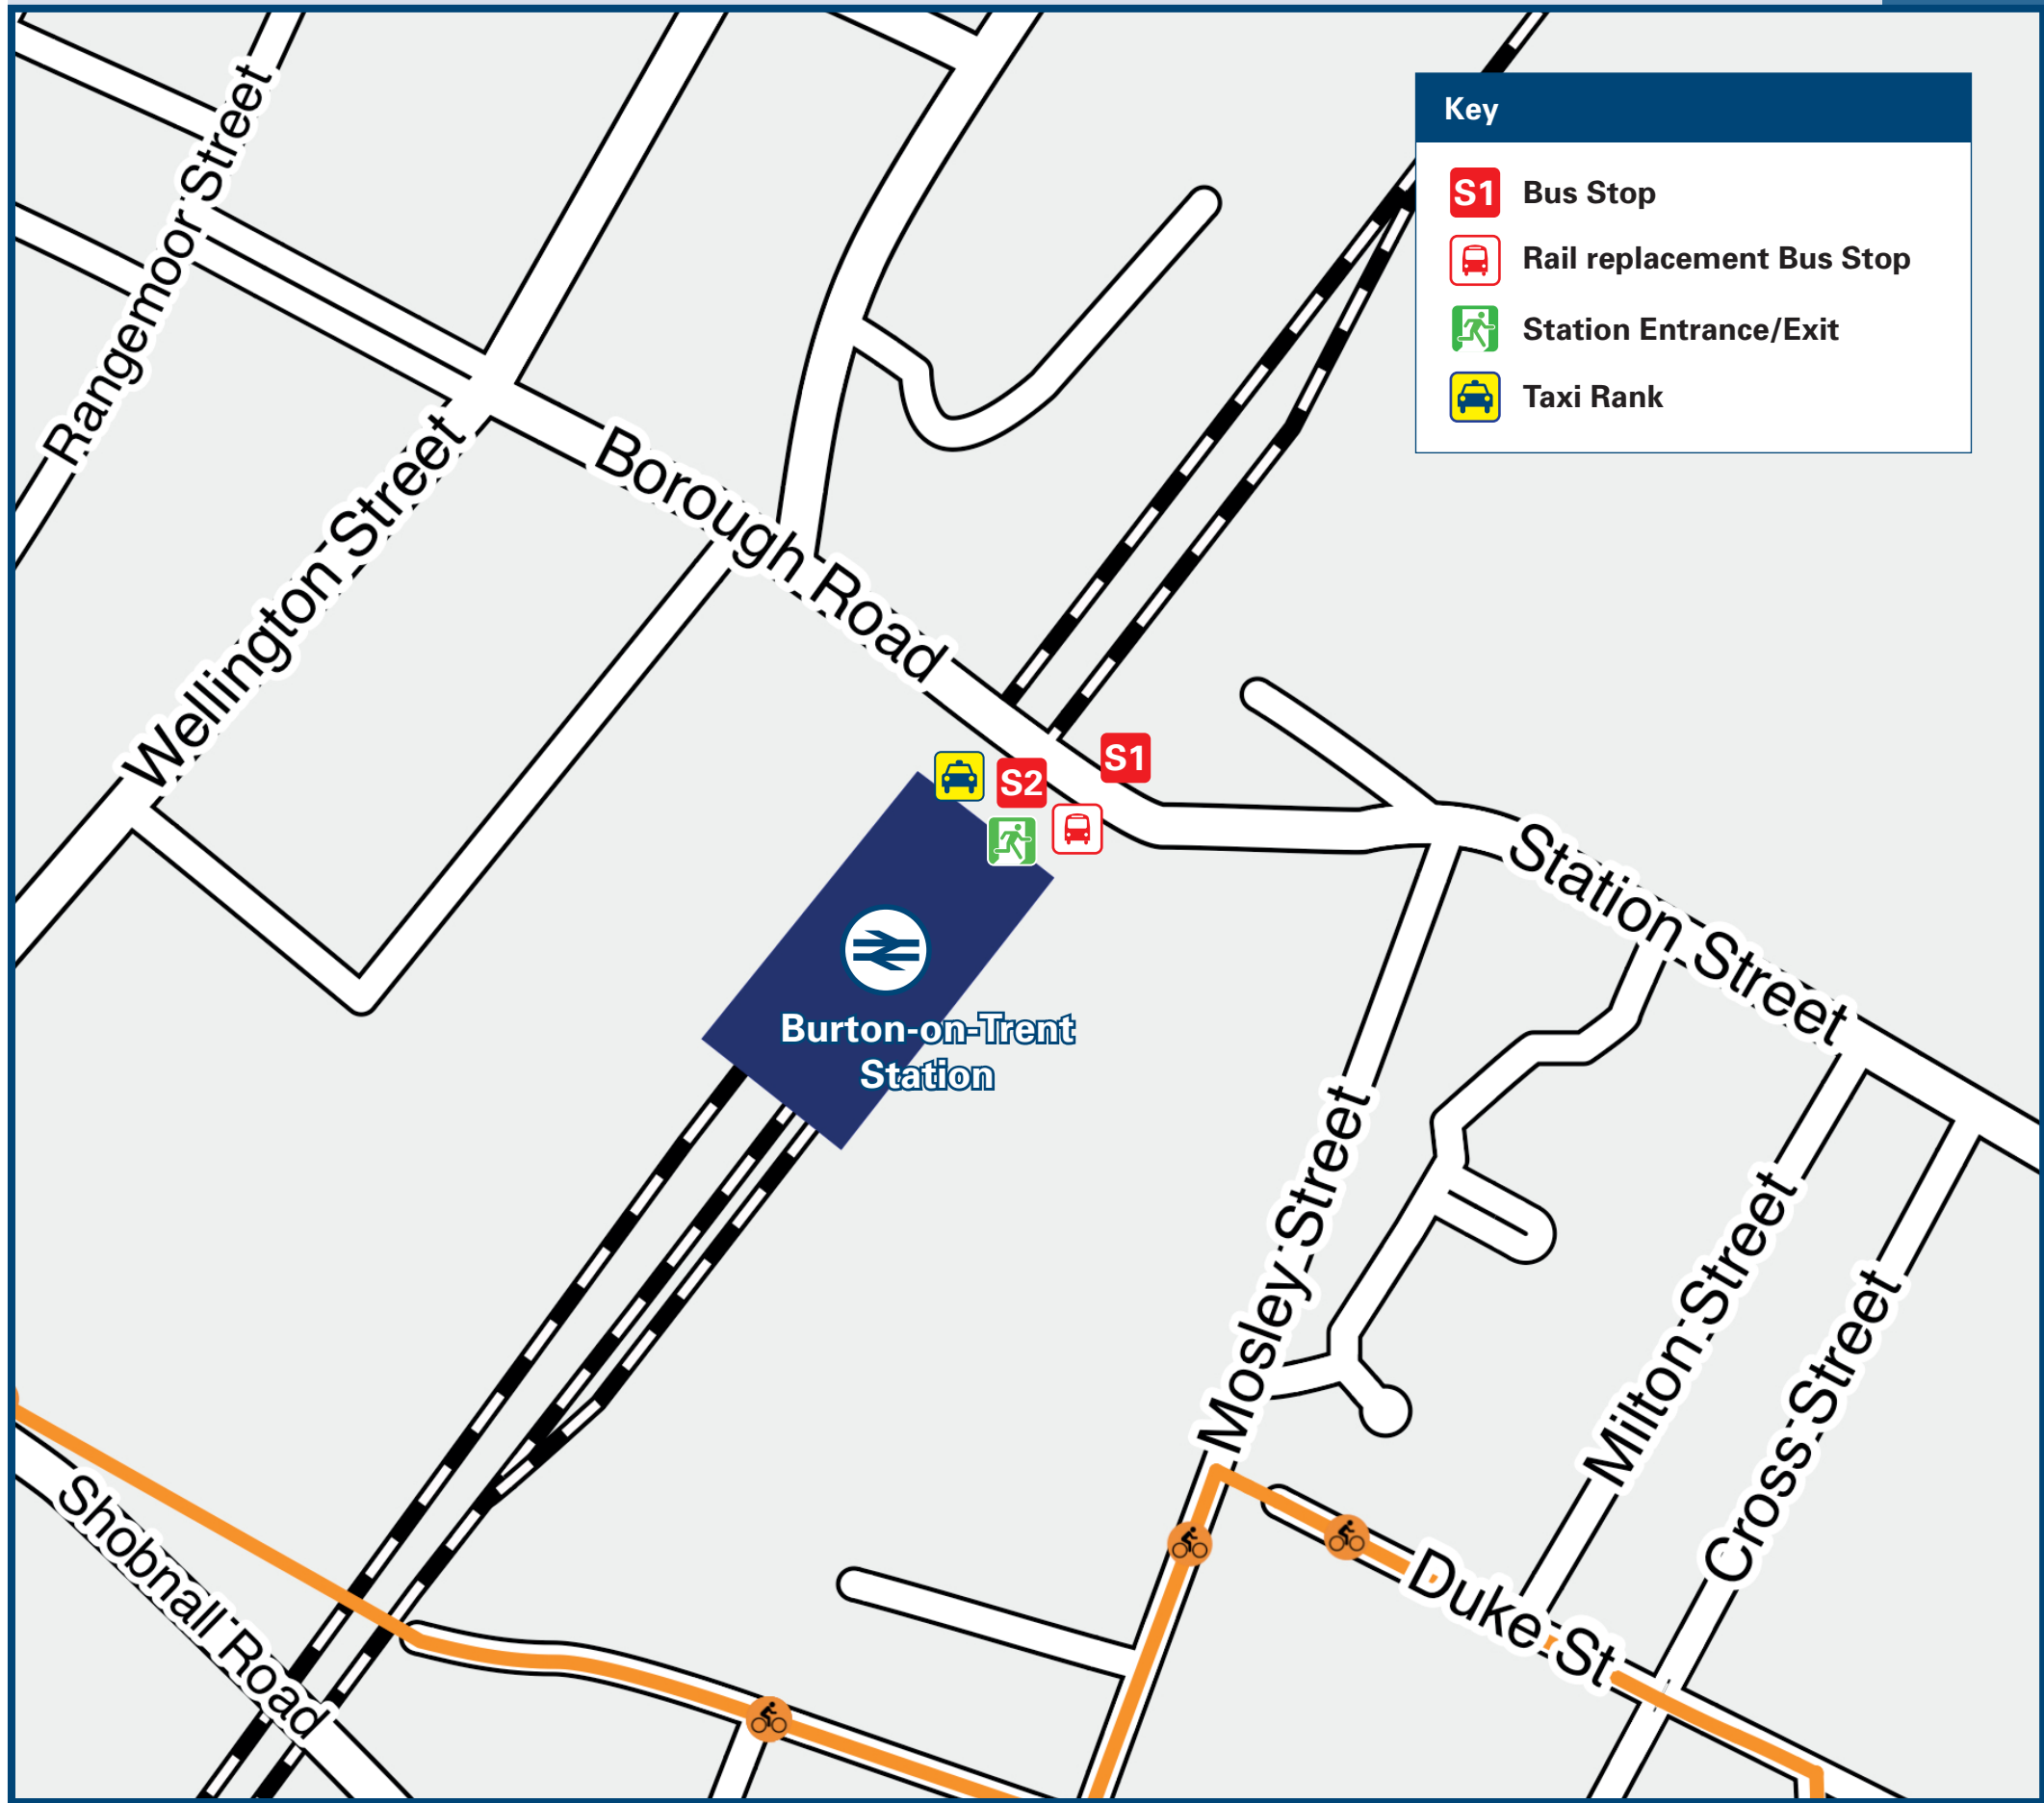 Key
S1 Bus Stop
Rail replacement Bus Stop
Station Entrance/Exit
Taxi Rank
Rangemoor Street
Wellington Street
Borough Road
S1
S2
Station Street
Burton-on-Trent
Station
Mosley Street
Milton Street
Cross Street
Duke St
Shobnall Road